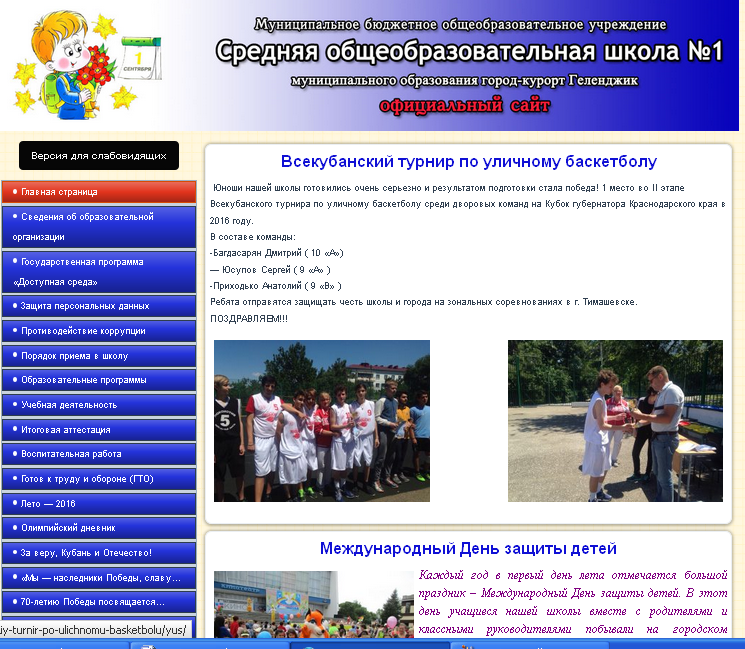 Муниципальное бюджетное общеобразовательное учреждение
Средняя общеобразовательная школа №1
муниципального образования город-курорт Геленджик
официальный сайт
1
СЕНТЯБРЯ
Версия для слабовидящих
Главная страница
Сведения об образовательной
организации
Государственная программа
«Доступная среда»
Защита персональных данных
Противодействие коррупции
Порядок приема в школу
Образовательные программы
Учебная деятельность
Итоговая аттестация
Воспитательная работа
Готов к труду и обороне (ГТО)
Лето — 2016
Олимпийский дневник
За веру, Кубань и Отечество!
«Мы — наследники Победы, славу...
70-летию Победы посвящается...
iy-turnir-po-ulichnomu-basketbolu/yus/
Всекубанский турнир по уличному баскетболу
Юноши нашей школы готовились очень серьезно и результатом подготовки стала победа! 1 место во II этапе
Всекубанского турнира по уличному баскетболу среди дворовых команд на Кубок губернатора Краснодарского края в
2016 году.
В составе команды:
-Багдасарян Дмитрий ( 10 «А»)
— Юсупов Сергей ( 9 «А» )
-Приходько Анатолий ( 9 «В» )
Ребята отправятся защищать честь школы и города на зональных соревнованиях в г. Тимашевске.
ПОЗДРАВЛЯЕМ!!!
5
9
Международный День защиты детей
Каждый год в первый день лета отмечается большой
праздник – Международный День защиты детей. В этот
день учащиеся нашей школы вместе с родителями и
классными руководителями побывали на городском